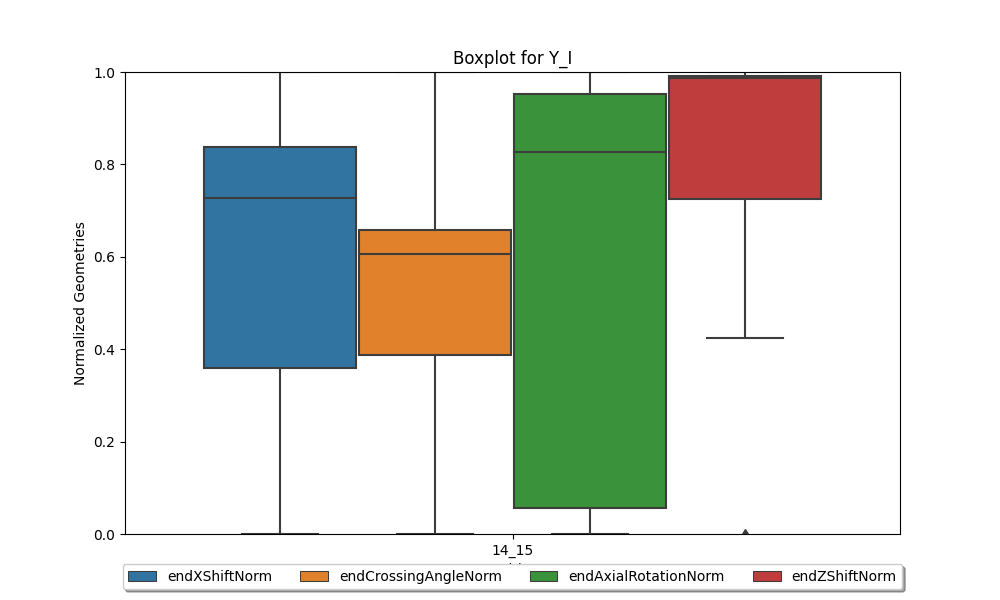 Boxplot for Y_I
1.0
0.8
0.6
0.4
0.2
0.0
Normalized Geometries
14_15
endXShiftNorm endCrossingAngleNorm endAxialRotationNorm endZShiftNorm